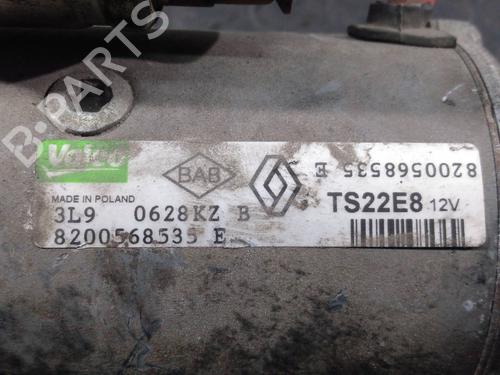 B-PARTS
Valeo
BAB
8200568535 E
MADE IN POLAND
TS22E8 12V
3L9 0628KZ B
8200568535 E